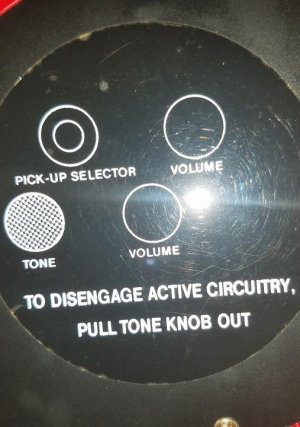 PICK-UP SELECTOR
VOLUME
TONE
VOLUME
TO DISENGAGE ACTIVE CIRCUITRY,
PULL TONE KNOB OUT